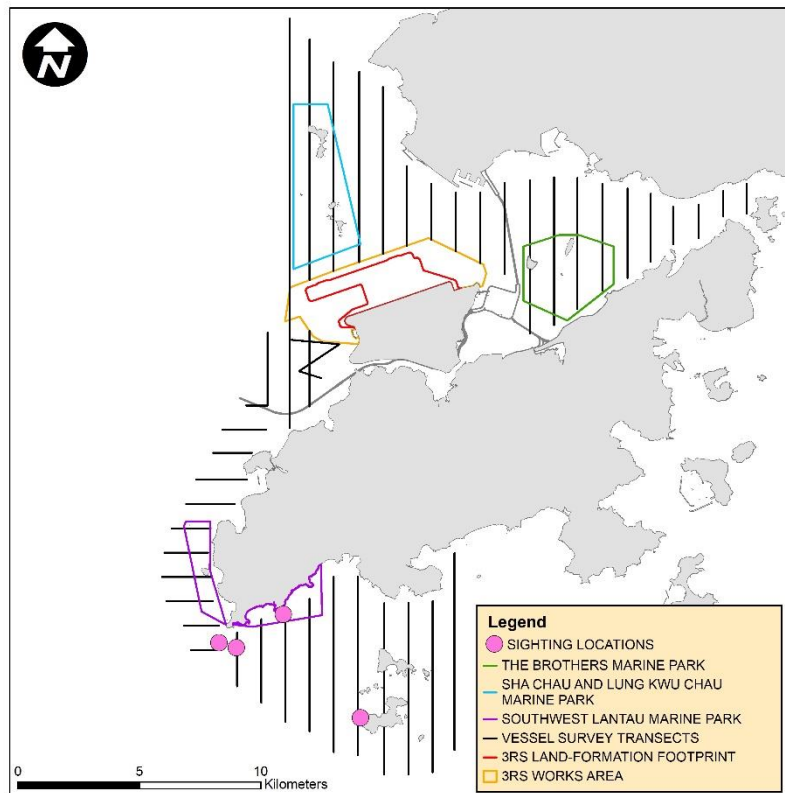 N
Legend
SIGHTING LOCATIONS
THE BROTHERS MARINE PARK
SHA CHAU AND LUNG KWU CHAU
MARINE PARK
SOUTHWEST LANTAU MARINE PARK
VESSEL SURVEY TRANSECTS
3RS LAND-FORMATION FOOTPRINT
3RS WORKS AREA
0 5 10
Kilometers